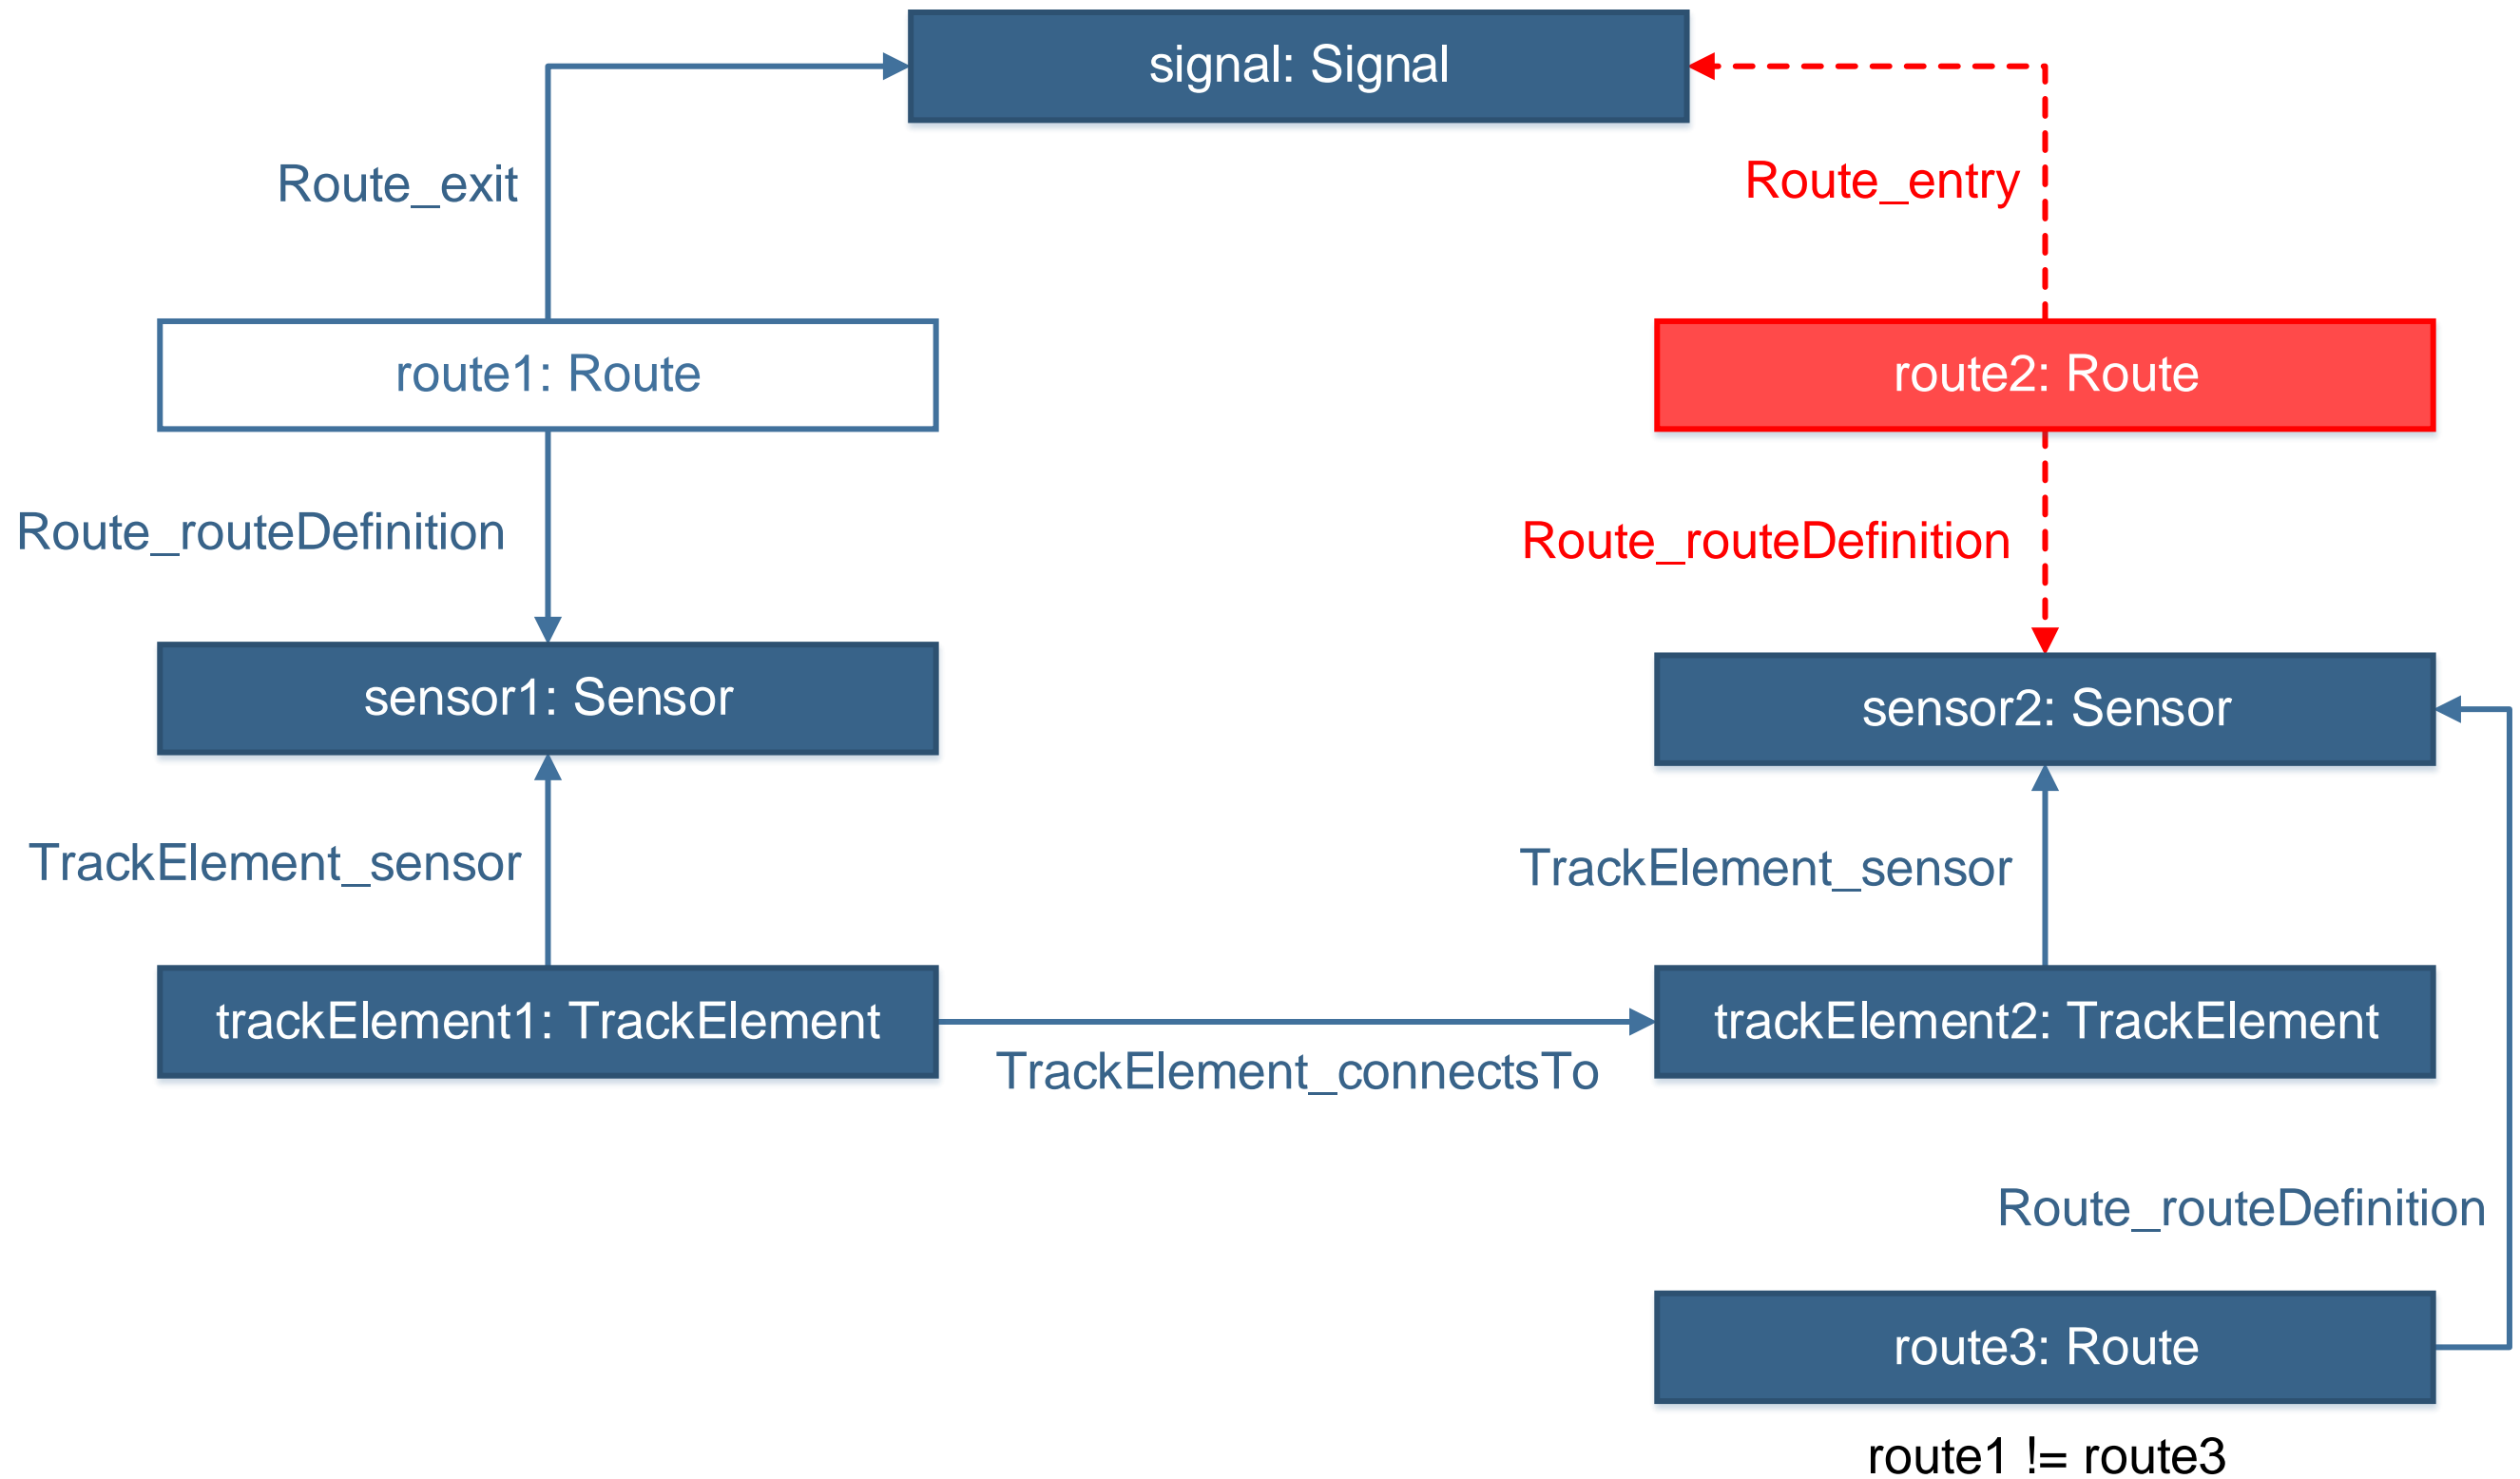 signal: Signal
Route_exit
Route_entry
route1: Route
route2: Route
Route_routeDefinition
Route_routeDefinition
sensor1: Sensor
sensor2: Sensor
TrackElement_sensor
TrackElement_sensor
trackElement1: TrackElement
trackElement2: TrackElement
TrackElement_connectsTo
Route_routeDefinition
route3: Route
route1 != route3